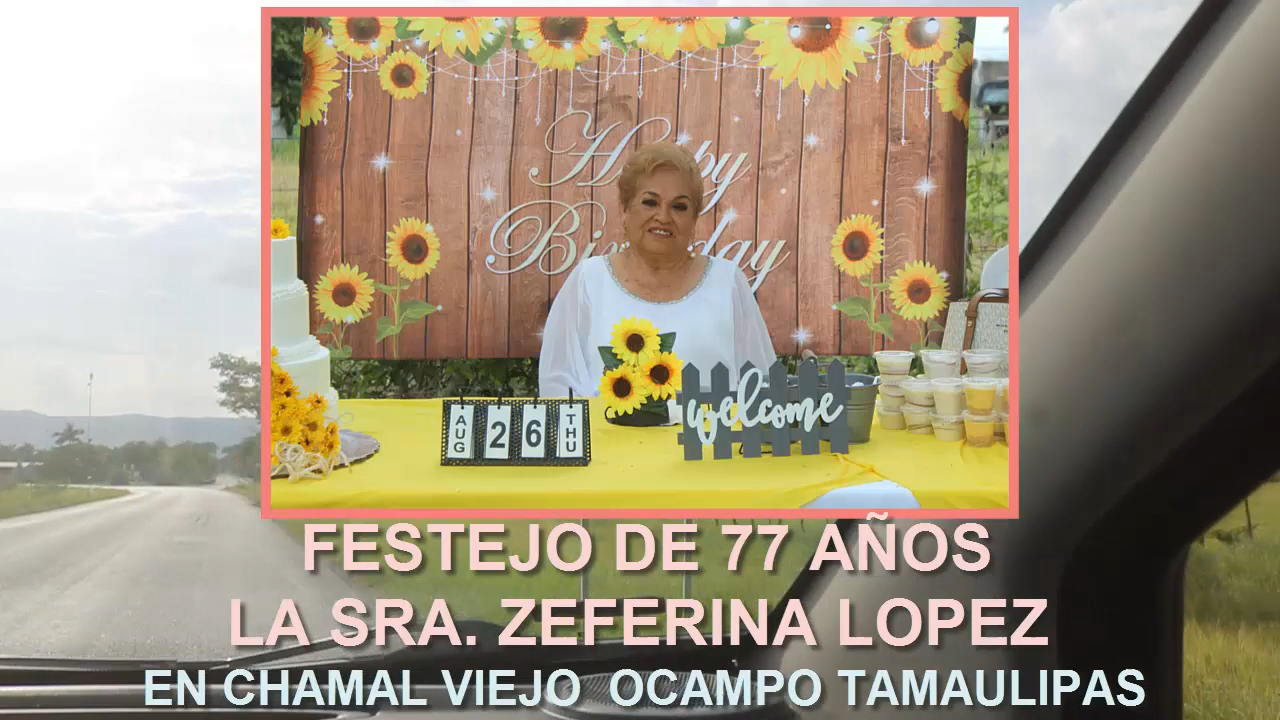 Happy
Birthday
AUG 26 THU
welcome
FESTEJO DE 77 AÑOS
LA SRA. ZEFERINA LOPEZ
EN CHAMAL VIEJO OCAMPO TAMAULIPAS